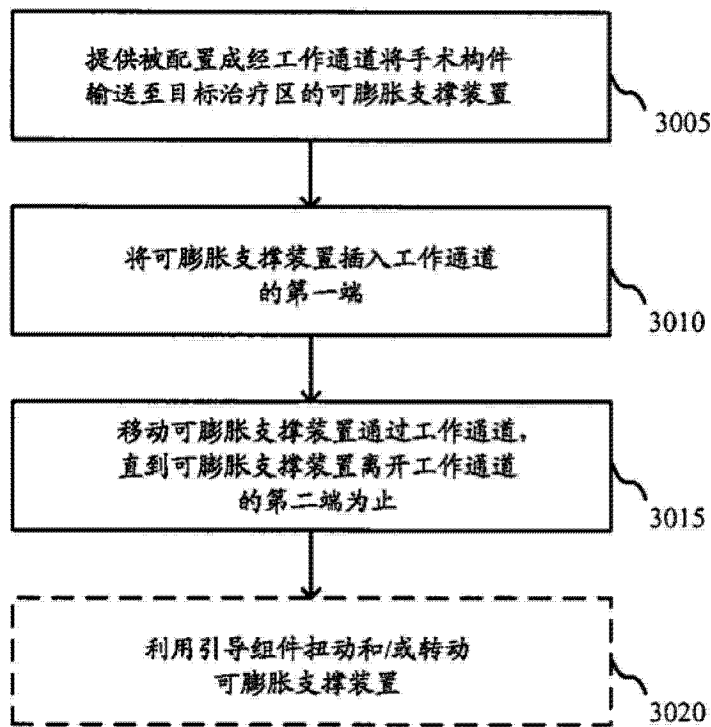 提供被配置成经工作通道将手术构件
输送至目标治疗区的可膨胀支撑装置
3005
将可膨胀支撑装置插入工作通道
的第一端
3010
移动可膨胀支撑装置通过工作通道，
直到可膨胀支撑装置离开工作通道
的第二端为止
3015
利用引导组件扭动和/或转动
可膨胀支撑装置
3020